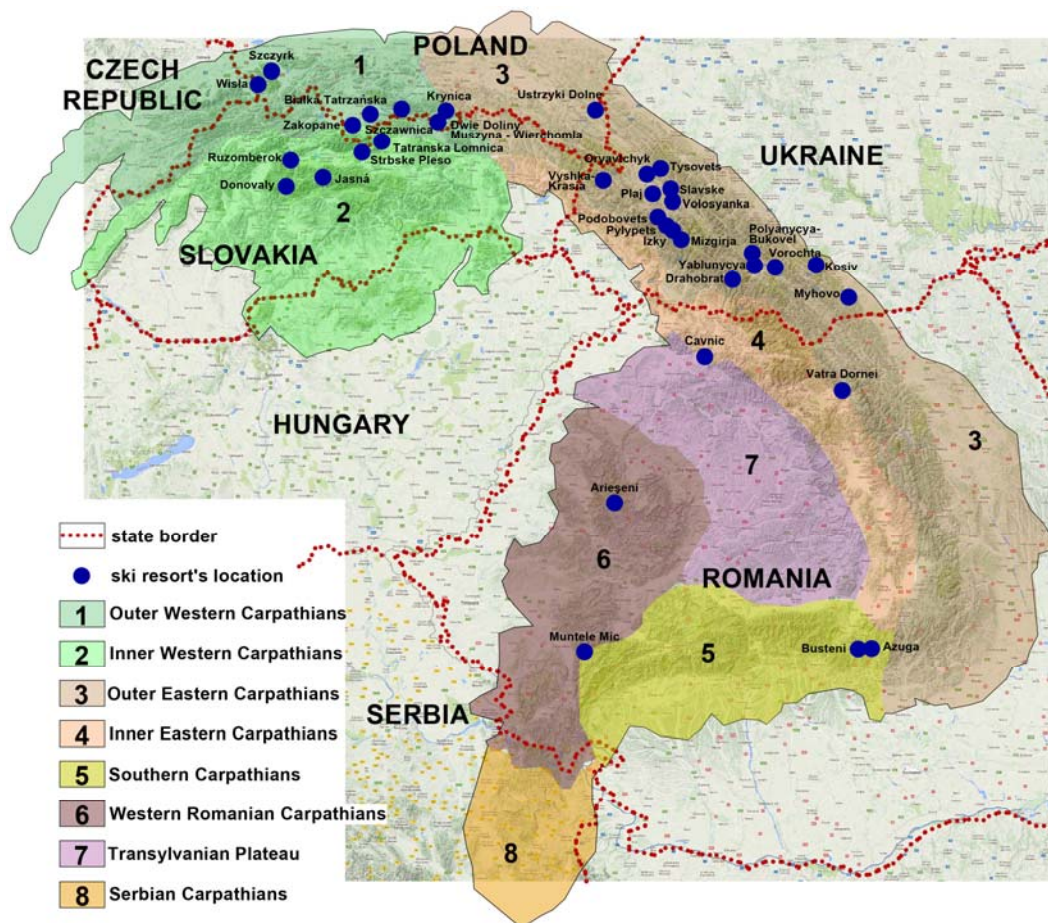 POLAND
CZECH
REPUBLIC
Szczyrk
1
3
Wisła
Białka Tatrzańska
Krynica
Ustrzyki Dolne
Zakopane
Szczawnica
Dwie Doliny
Muszyna - Wierchomla
Tatranska Lomnica
Strbske Pleso
Ruzomberok
Jasná
Donovaly
2
SLOVAKIA
UKRAINE
Oryavtchyk
Tysovets
Vyshka-
Krasia
Plaj
Slavske
Volosyanka
Podobovets
Pylypets
Izky
Mizgirja
Polyanycya-
Bukovel
Vorochta
Yablunycya
Kosiv
Drahobrat
Myhovo
4
Cavnic
Vatra Dornei
HUNGARY
3
7
Arieşeni
6
ROMANIA
Muntele Mic
5
Busteni
Azuga
SERBIA
8
state border
ski resort's location
1 Outer Western Carpathians
2 Inner Western Carpathians
3 Outer Eastern Carpathians
4 Inner Eastern Carpathians
5 Southern Carpathians
6 Western Romanian Carpathians
7 Transylvanian Plateau
8 Serbian Carpathians